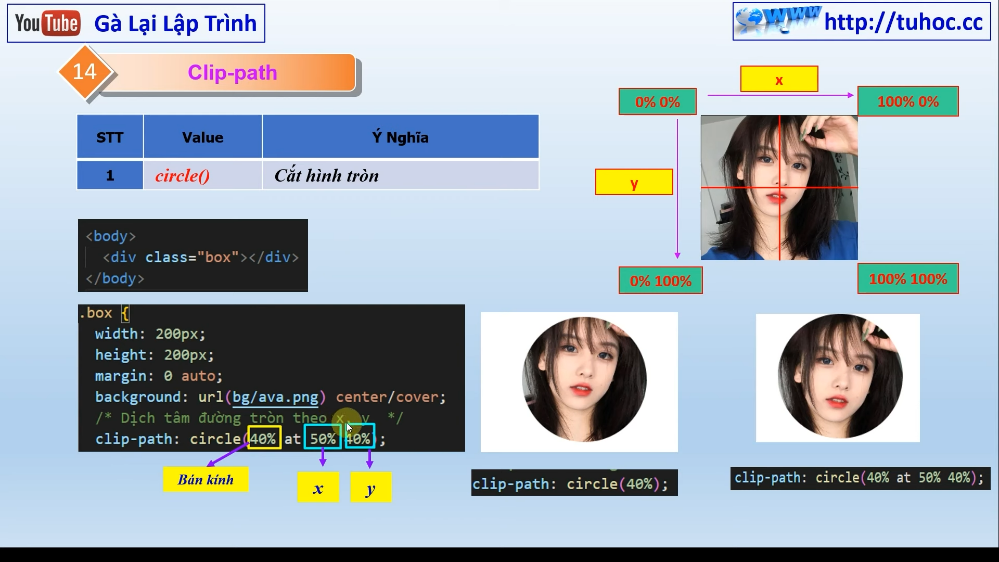 YouTube Gà Lại Lập Trình
http://tuhoc.cc
14 Clip-path
STT Value Ý Nghĩa
1 circle() Cắt hình tròn
x
0% 0%
100% 0%
y
0% 100%
100% 100%
<body>
<div class="box"></div>
</body>
.box {
width: 200px;
height: 200px;
margin: 0 auto;
background: url(bg/ava.png) center/cover;
/* Dịch tâm đường tròn theo x, y */
clip-path: circle(40% at 50% 40%);
Bán kính
x
y
clip-path: circle(40%);
clip-path: circle(40% at 50% 40%);